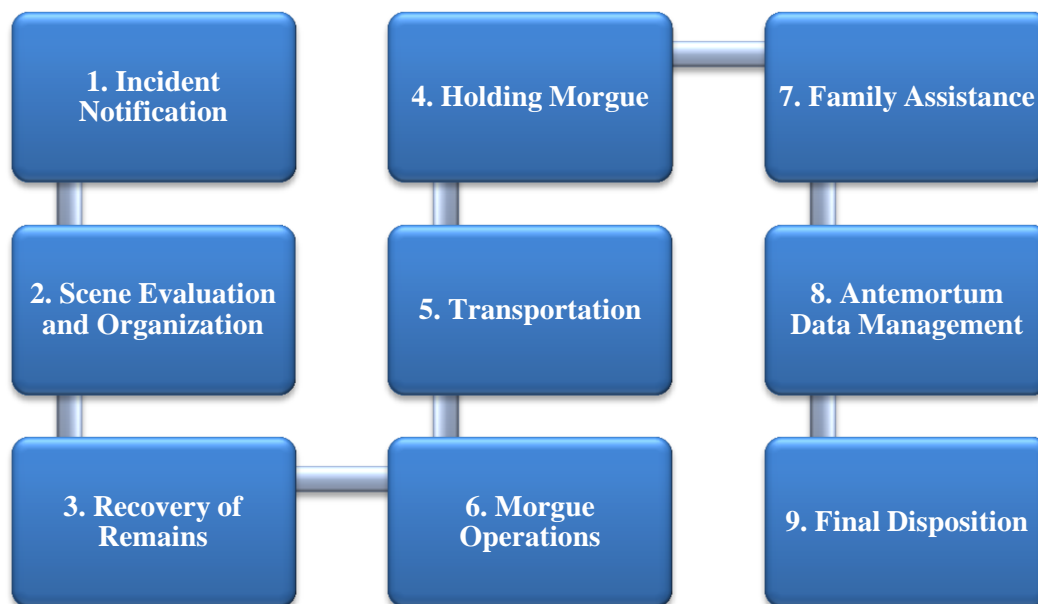 1. Incident
Notification
2. Scene Evaluation
and Organization
3. Recovery of
Remains
4. Holding Morgue
5. Transportation
6. Morgue
Operations
7. Family Assistance
8. Antemortum
Data Management
9. Final Disposition